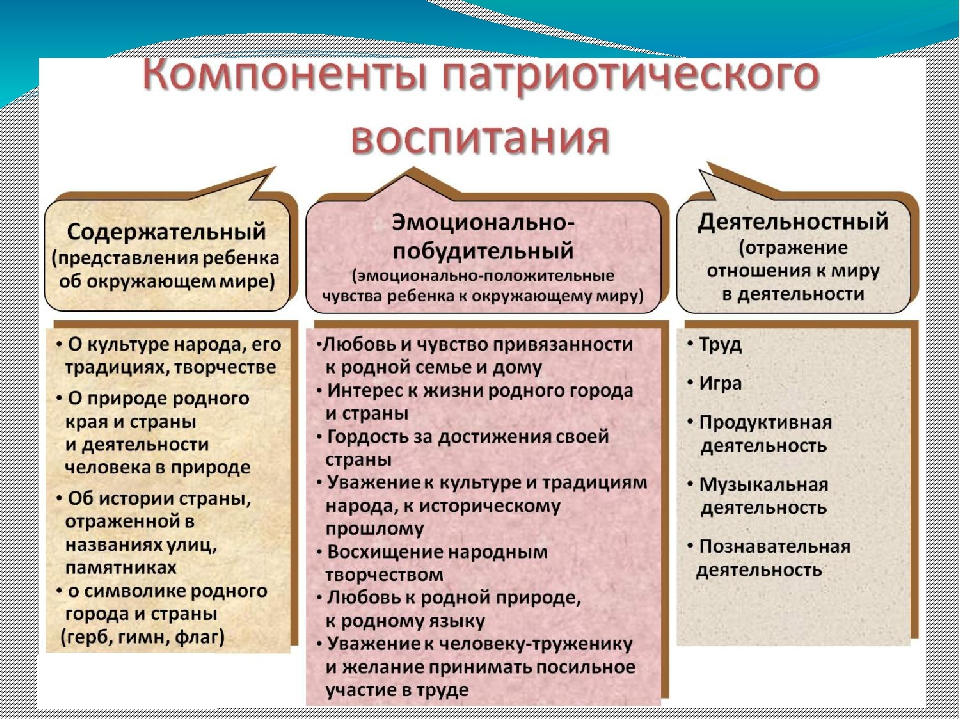 Компоненты патриотического
воспитания
Содержательный
(представления ребенка
об окружающем мире)
• О культуре народа, его
традициях, творчестве
• О природе родного
края и страны
и деятельности
человека в природе
• Об истории страны,
отраженной в
названиях улиц,
памятниках
• о символике родного
города и страны
(герб, гимн, флаг)
Эмоционально-
побудительный
(эмоционально-положительные
чувства ребенка к окружающему миру)
•Любовь и чувство привязанности
к родной семье и дому
• Интерес к жизни родного города
и страны
• Гордость за достижения своей
страны
• Уважение к культуре и традициям
народа, к историческому
прошлому
• Восхищение народным
творчеством
• Любовь к родной природе,
к родному языку
• Уважение к человеку-труженику
и желание принимать посильное
участие в труде
Деятельностный
(отражение
отношения к миру
в деятельности
• Труд
• Игра
• Продуктивная
деятельность
• Музыкальная
деятельность
• Познавательная
деятельность